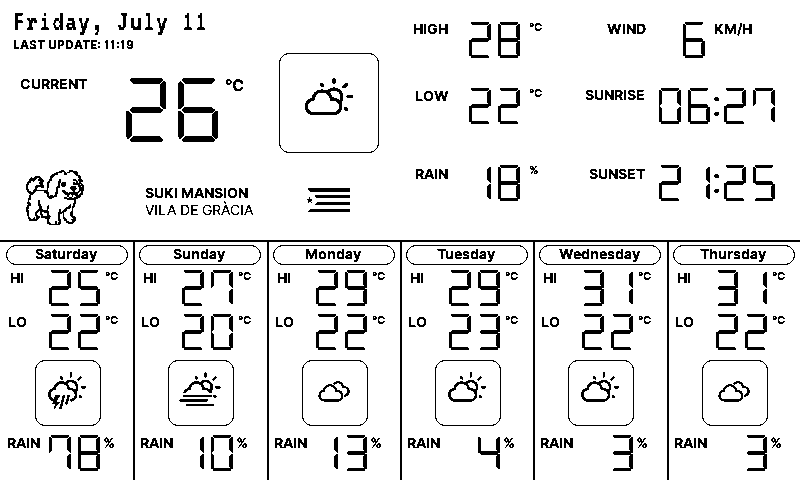 Friday, July 11
LAST UPDATE: 11:19
CURRENT 26 °C
HIGH 28 °C
LOW 22 °C
RAIN 18 %
WIND 6 KM/H
SUNRISE 06:27
SUNSET 21:25
SUKI MANSION
VILA DE GRÀCIA
Saturday
HI 25 °C
LO 22 °C
RAIN 78 %
Sunday
HI 27 °C
LO 20 °C
RAIN 10 %
Monday
HI 29 °C
LO 22 °C
RAIN 13 %
Tuesday
HI 29 °C
LO 23 °C
RAIN 4 %
Wednesday
HI 31 °C
LO 22 °C
RAIN 3 %
Thursday
HI 31 °C
LO 22 °C
RAIN 3 %